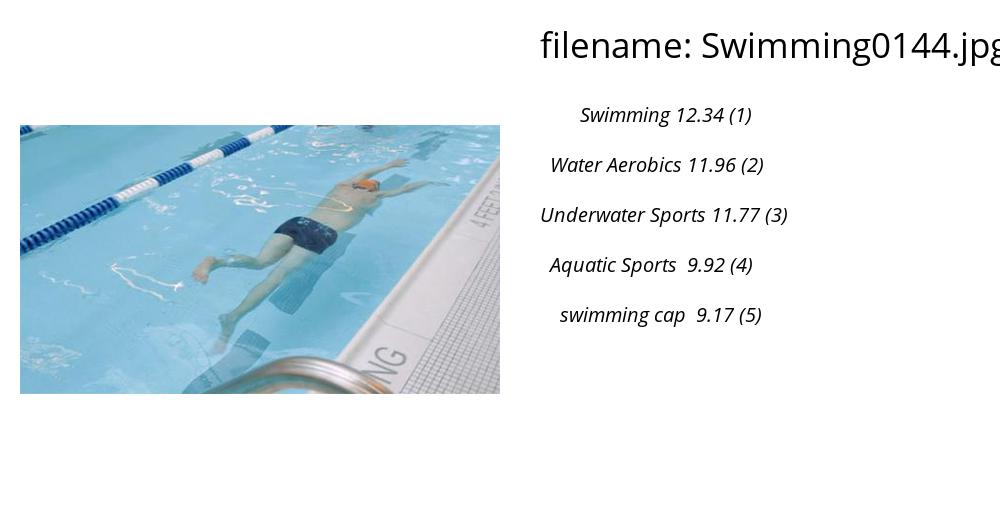 filename: Swimming0144.jpg
Swimming 12.34 (1)
Water Aerobics 11.96 (2)
Underwater Sports 11.77 (3)
Aquatic Sports 9.92 (4)
swimming cap 9.17 (5)
4 FEET
NG